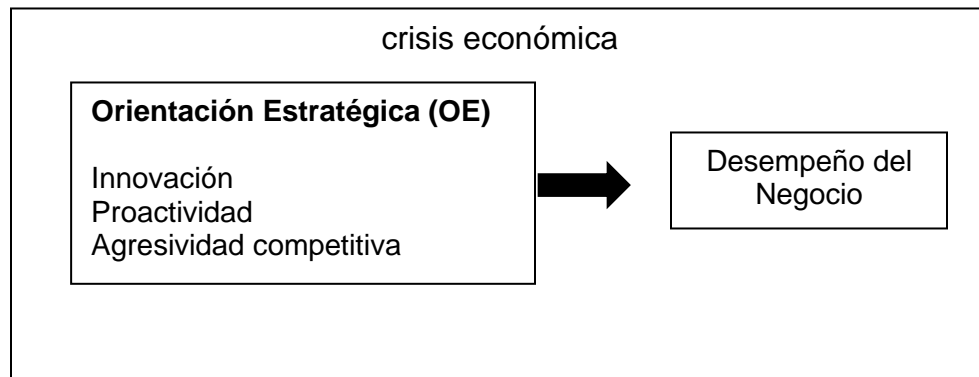 crisis económica
Orientación Estratégica (OE)
Innovación
Proactividad
Agresividad competitiva
Desempeño del
Negocio